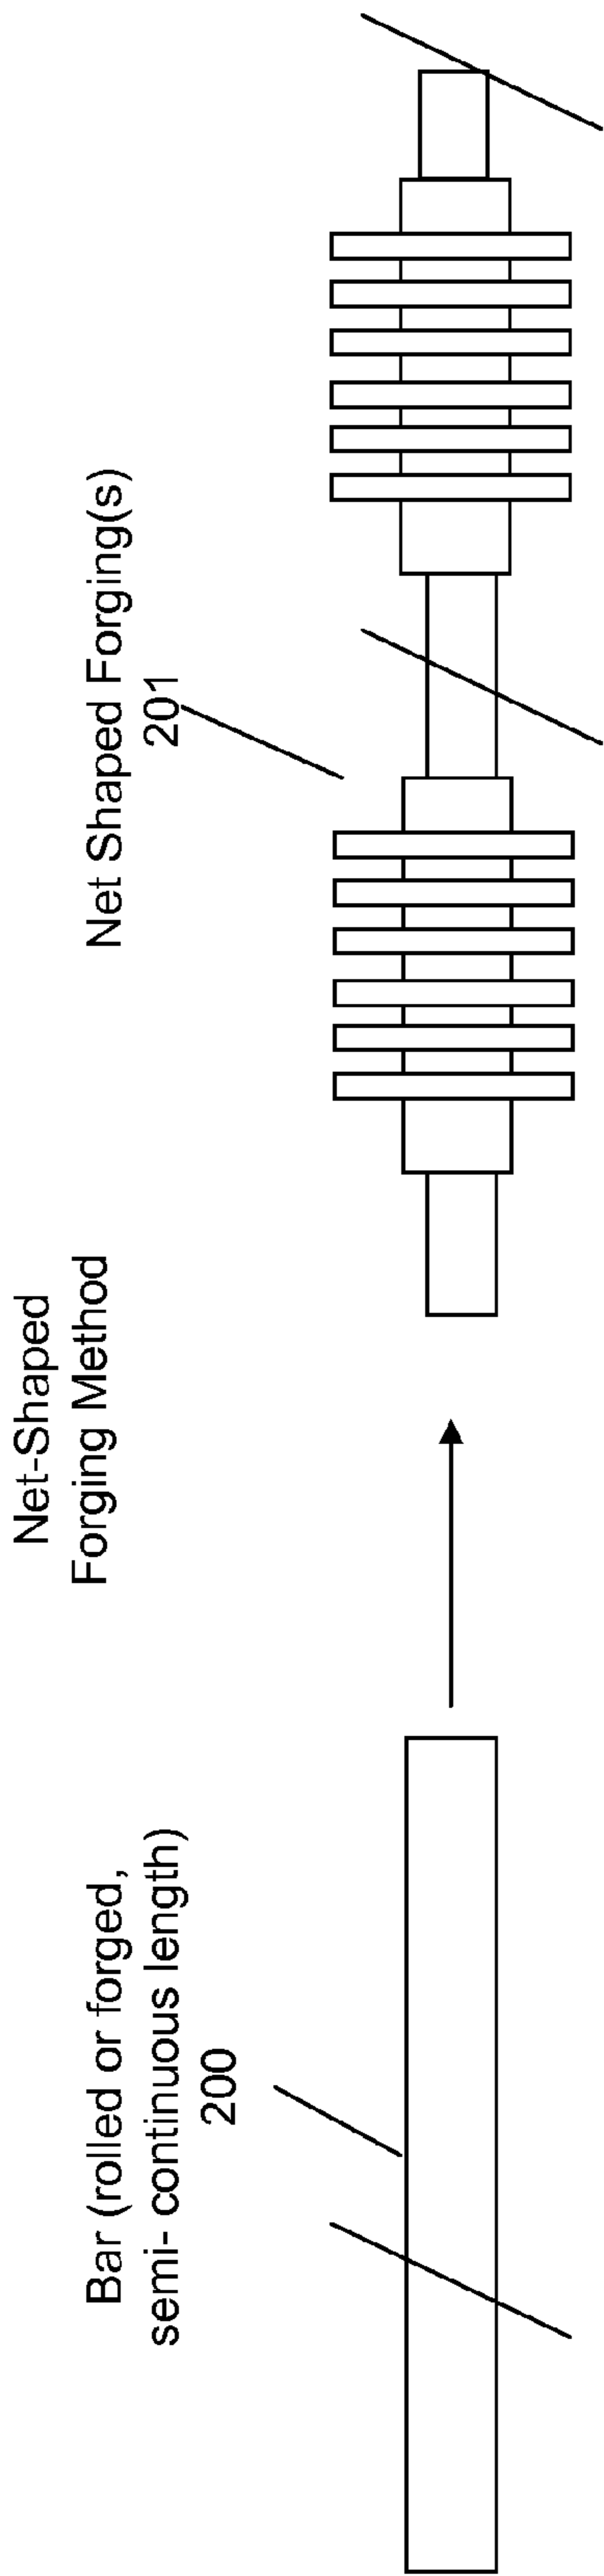 Bar (rolled or forged,
semi- continuous length)
200
Net-Shaped
Forging Method
Net Shaped Forging(s)
201